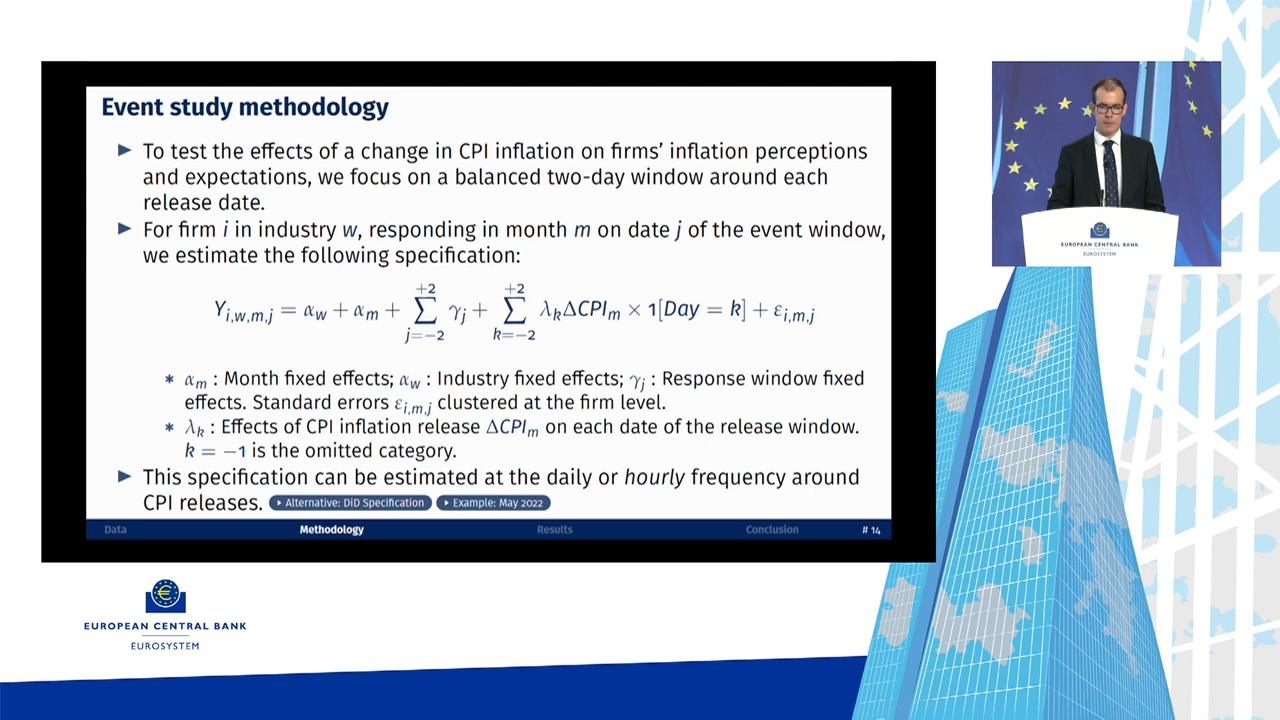 Event study methodology
▶ To test the effects of a change in CPI inflation on firms’ inflation perceptions
and expectations, we focus on a balanced two-day window around each
release date.
▶ For firm i in industry w, responding in month m on date j of the event window,
we estimate the following specification:
Y_{i,w,m,j} = α_w + α_m + \sum_{j=−2}^{+2} γ_j + \sum_{k=−2}^{+2} λ_kΔCPI_m × 1[Day = k] + ε_{i,m,j}
* α_m : Month fixed effects; α_w : Industry fixed effects; γ_j : Response window fixed
effects. Standard errors ε_{i,m,j} clustered at the firm level.
* λ_k : Effects of CPI inflation release ΔCPI_m on each date of the release window.
k = −1 is the omitted category.
▶ This specification can be estimated at the daily or hourly frequency around
CPI releases. ▸ Alternative: DiD Specification ▸ Example: May 2022
Data Methodology Results Conclusion # 14
EUROPEAN CENTRAL BANK
EUROSYSTEM
EUROPEAN CENTRAL BANK
EUROSYSTEM